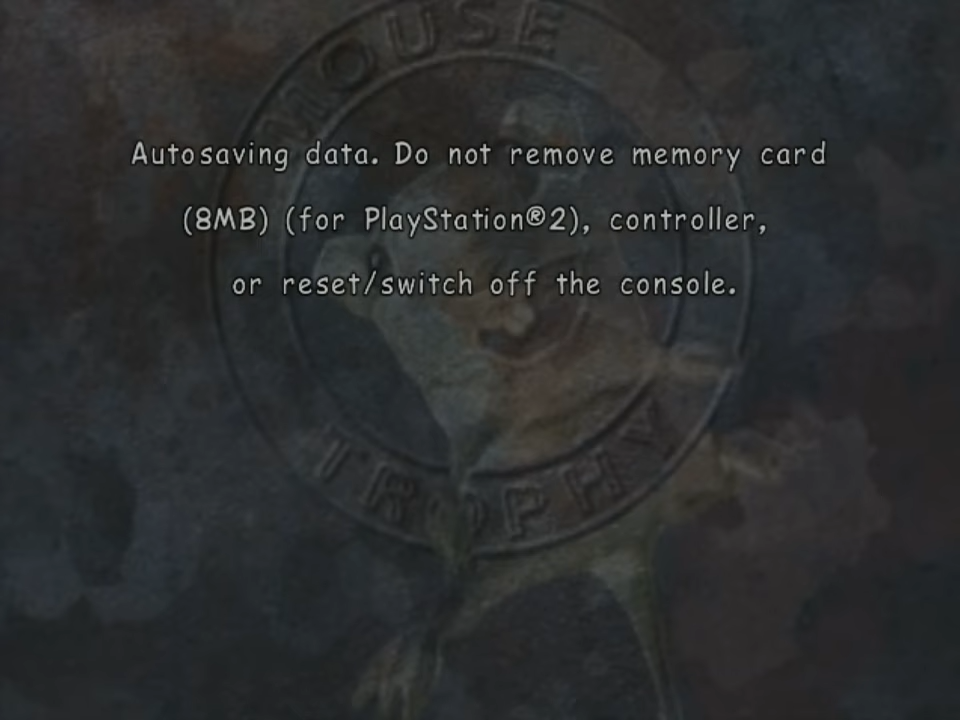 MOUSE
Autosaving data. Do not remove memory card
(8MB) (for PlayStation®2), controller,
or reset/switch off the console.
TROPHY